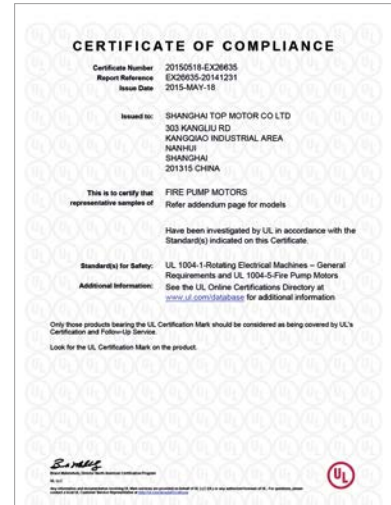 CERTIFICATE OF COMPLIANCE
Certificate Number 20150518-EX26635
Report Reference EX26635-20141231
Issue Date 2015-MAY-18
Issued to: SHANGHAI TOP MOTOR CO LTD
303 KANGLIU RD
KANGQIAO INDUSTRIAL AREA
NANHUI
SHANGHAI
201315 CHINA
This is to certify that FIRE PUMP MOTORS
representative samples of Refer addendum page for models
Have been investigated by UL in accordance with the
Standard(s) indicated on this Certificate.
Standard(s) for Safety: UL 1004-1-Rotating Electrical Machines – General
Requirements and UL 1004-5-Fire Pump Motors
Additional Information: See the UL Online Certifications Directory at
www.ul.com/database for additional information
Only those products bearing the UL Certification Mark should be considered as being covered by UL's
Certification and Follow-Up Service.
Look for the UL Certification Mark on the product.
UL LLC
UL